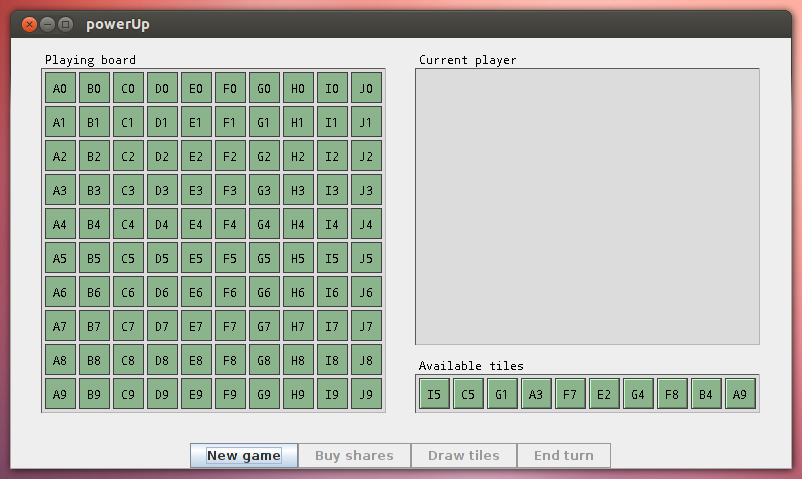 powerUp
Playing board
A0 B0 C0 D0 E0 F0 G0 H0 I0 J0
A1 B1 C1 D1 E1 F1 G1 H1 I1 J1
A2 B2 C2 D2 E2 F2 G2 H2 I2 J2
A3 B3 C3 D3 E3 F3 G3 H3 I3 J3
A4 B4 C4 D4 E4 F4 G4 H4 I4 J4
A5 B5 C5 D5 E5 F5 G5 H5 I5 J5
A6 B6 C6 D6 E6 F6 G6 H6 I6 J6
A7 B7 C7 D7 E7 F7 G7 H7 I7 J7
A8 B8 C8 D8 E8 F8 G8 H8 I8 J8
A9 B9 C9 D9 E9 F9 G9 H9 I9 J9
Current player
Available tiles
I5 C5 G1 A3 F7 E2 G4 F8 B4 A9
New game Buy shares Draw tiles End turn